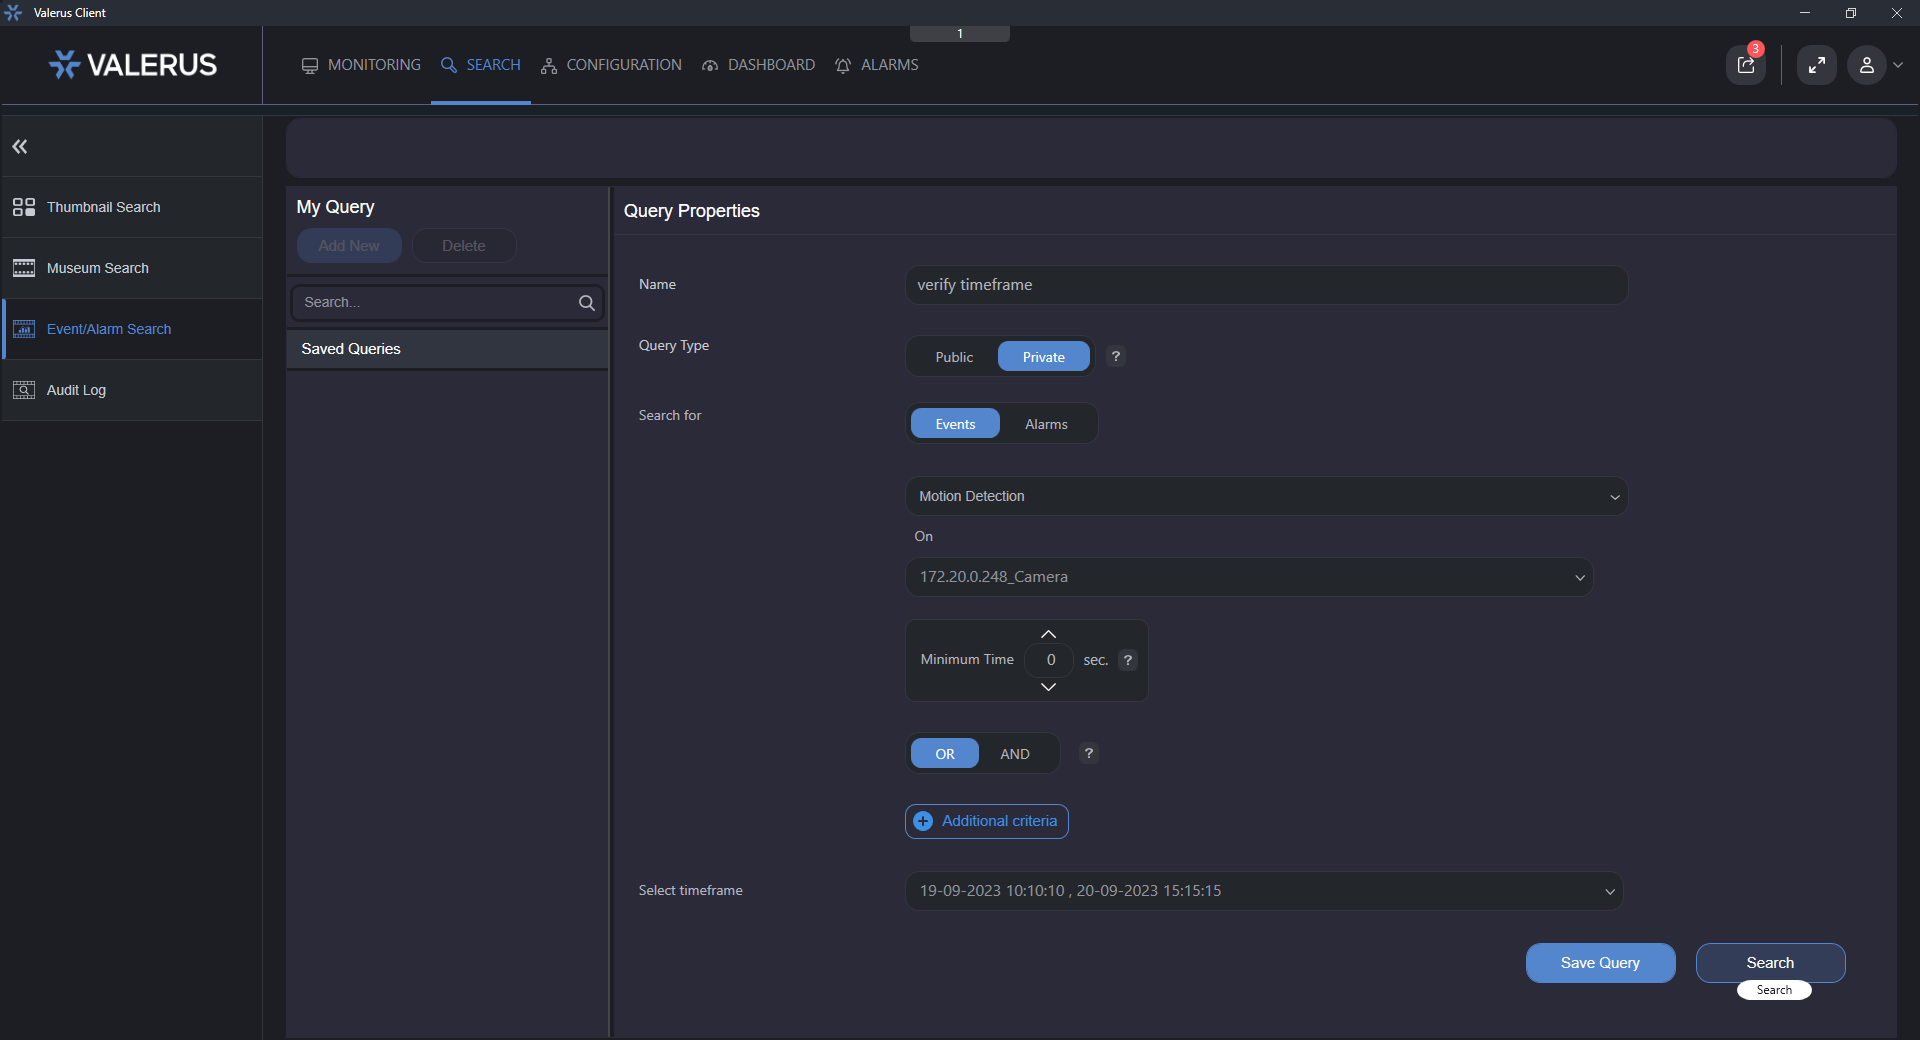 Valerus Client
1
VALERUS
MONITORING
SEARCH
CONFIGURATION
DASHBOARD
ALARMS
3
Thumbnail Search
Museum Search
Event/Alarm Search
Audit Log
My Query
Add New
Delete
Search...
Saved Queries
Query Properties
Name
verify timeframe
Query Type
Public
Private
?
Search for
Events
Alarms
Motion Detection
On
172.20.0.248_Camera
Minimum Time
0
sec.
?
OR
AND
?
Additional criteria
Select timeframe
19-09-2023 10:10:10 , 20-09-2023 15:15:15
Save Query
Search
Search